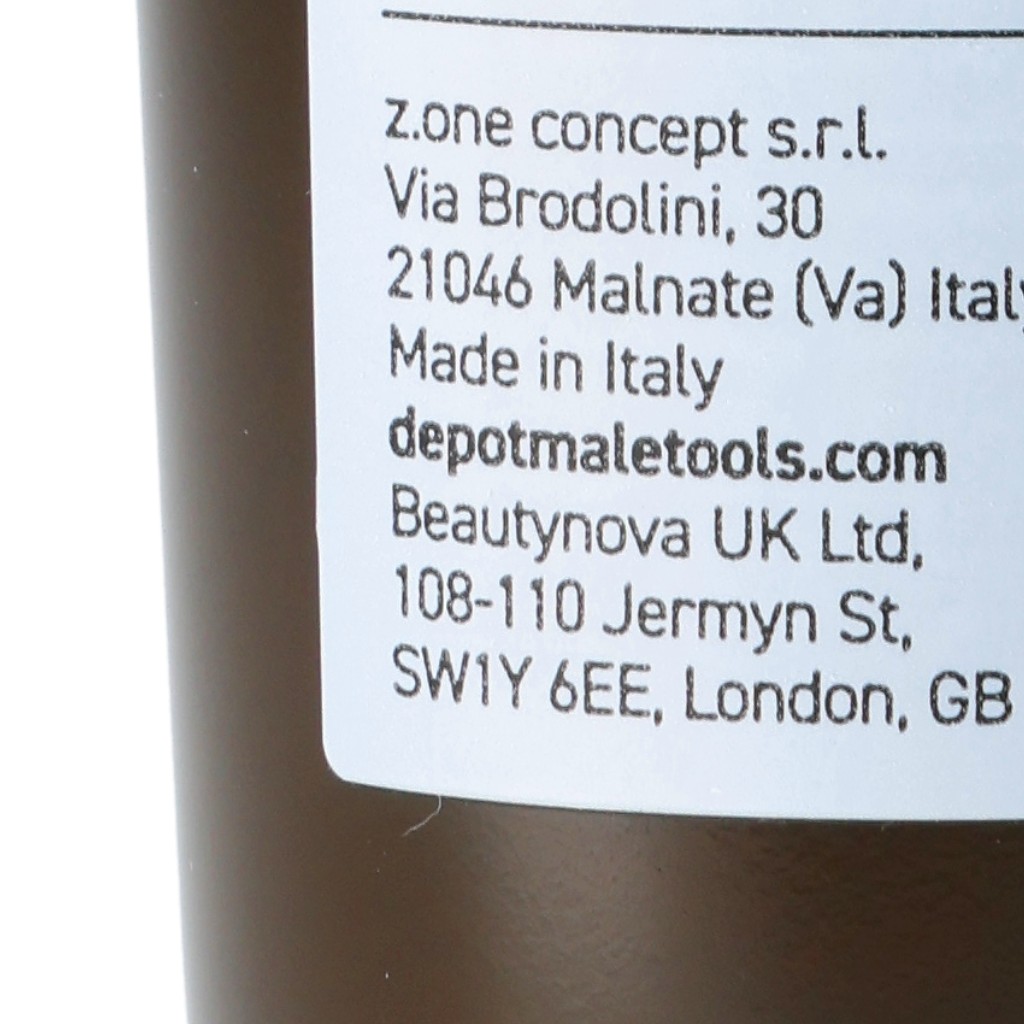 z.one concept s.r.l.
Via Brodolini, 30
21046 Malnate (Va) Italy
Made in Italy
depotmaletools.com
Beautynova UK Ltd,
108-110 Jermyn St,
SW1Y 6EE, London, GB